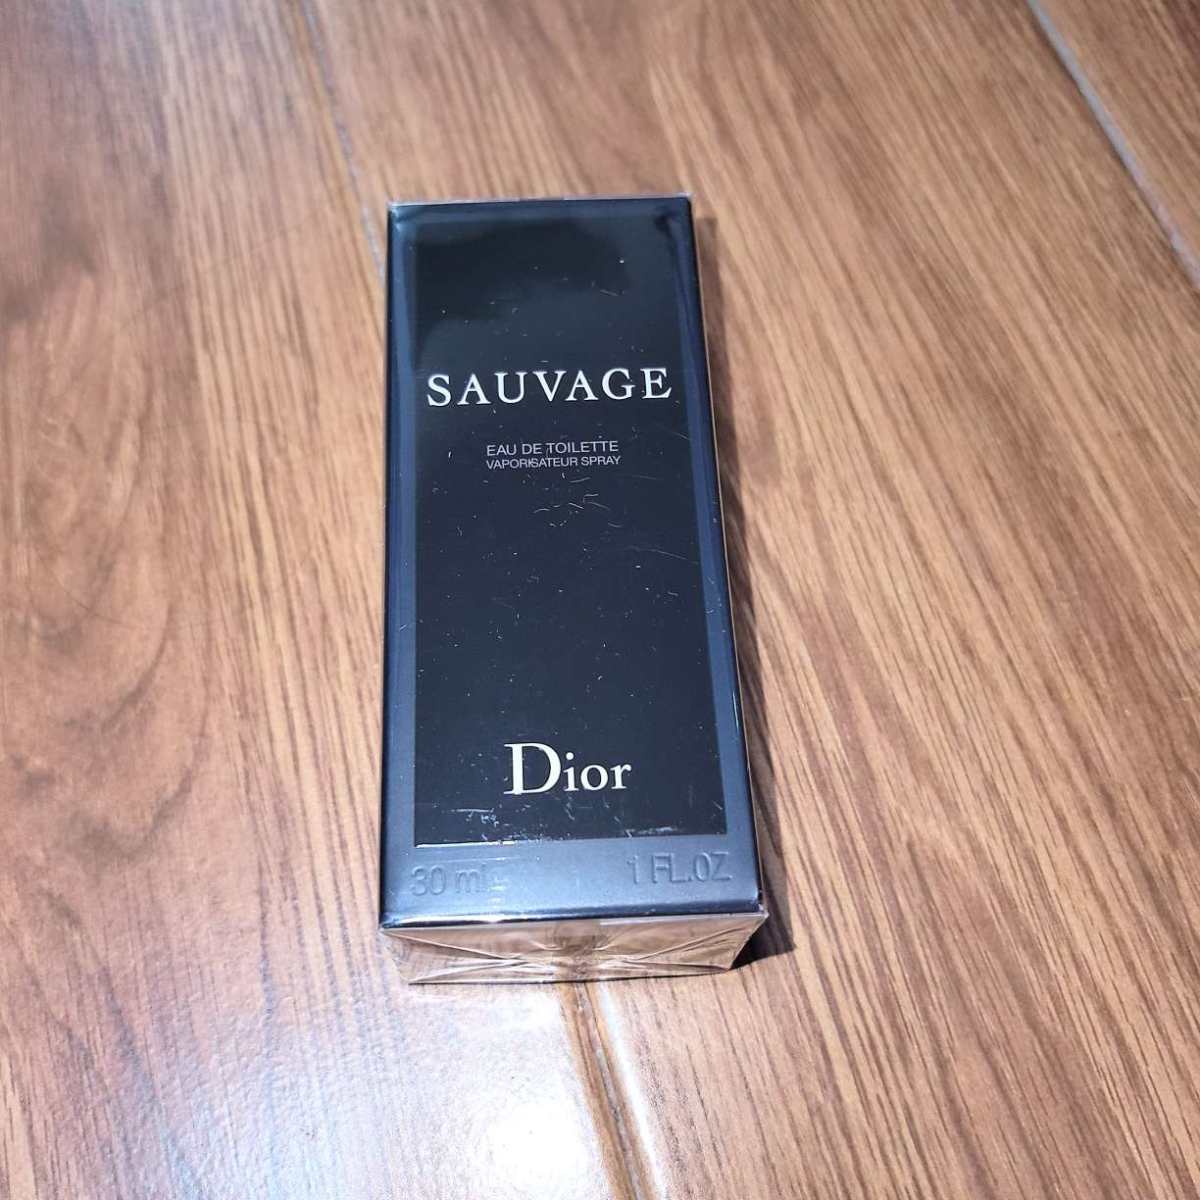 SAUVAGE
EAU DE TOILETTE
VAPORISATEUR SPRAY
Dior
30 ml 1 FL.OZ